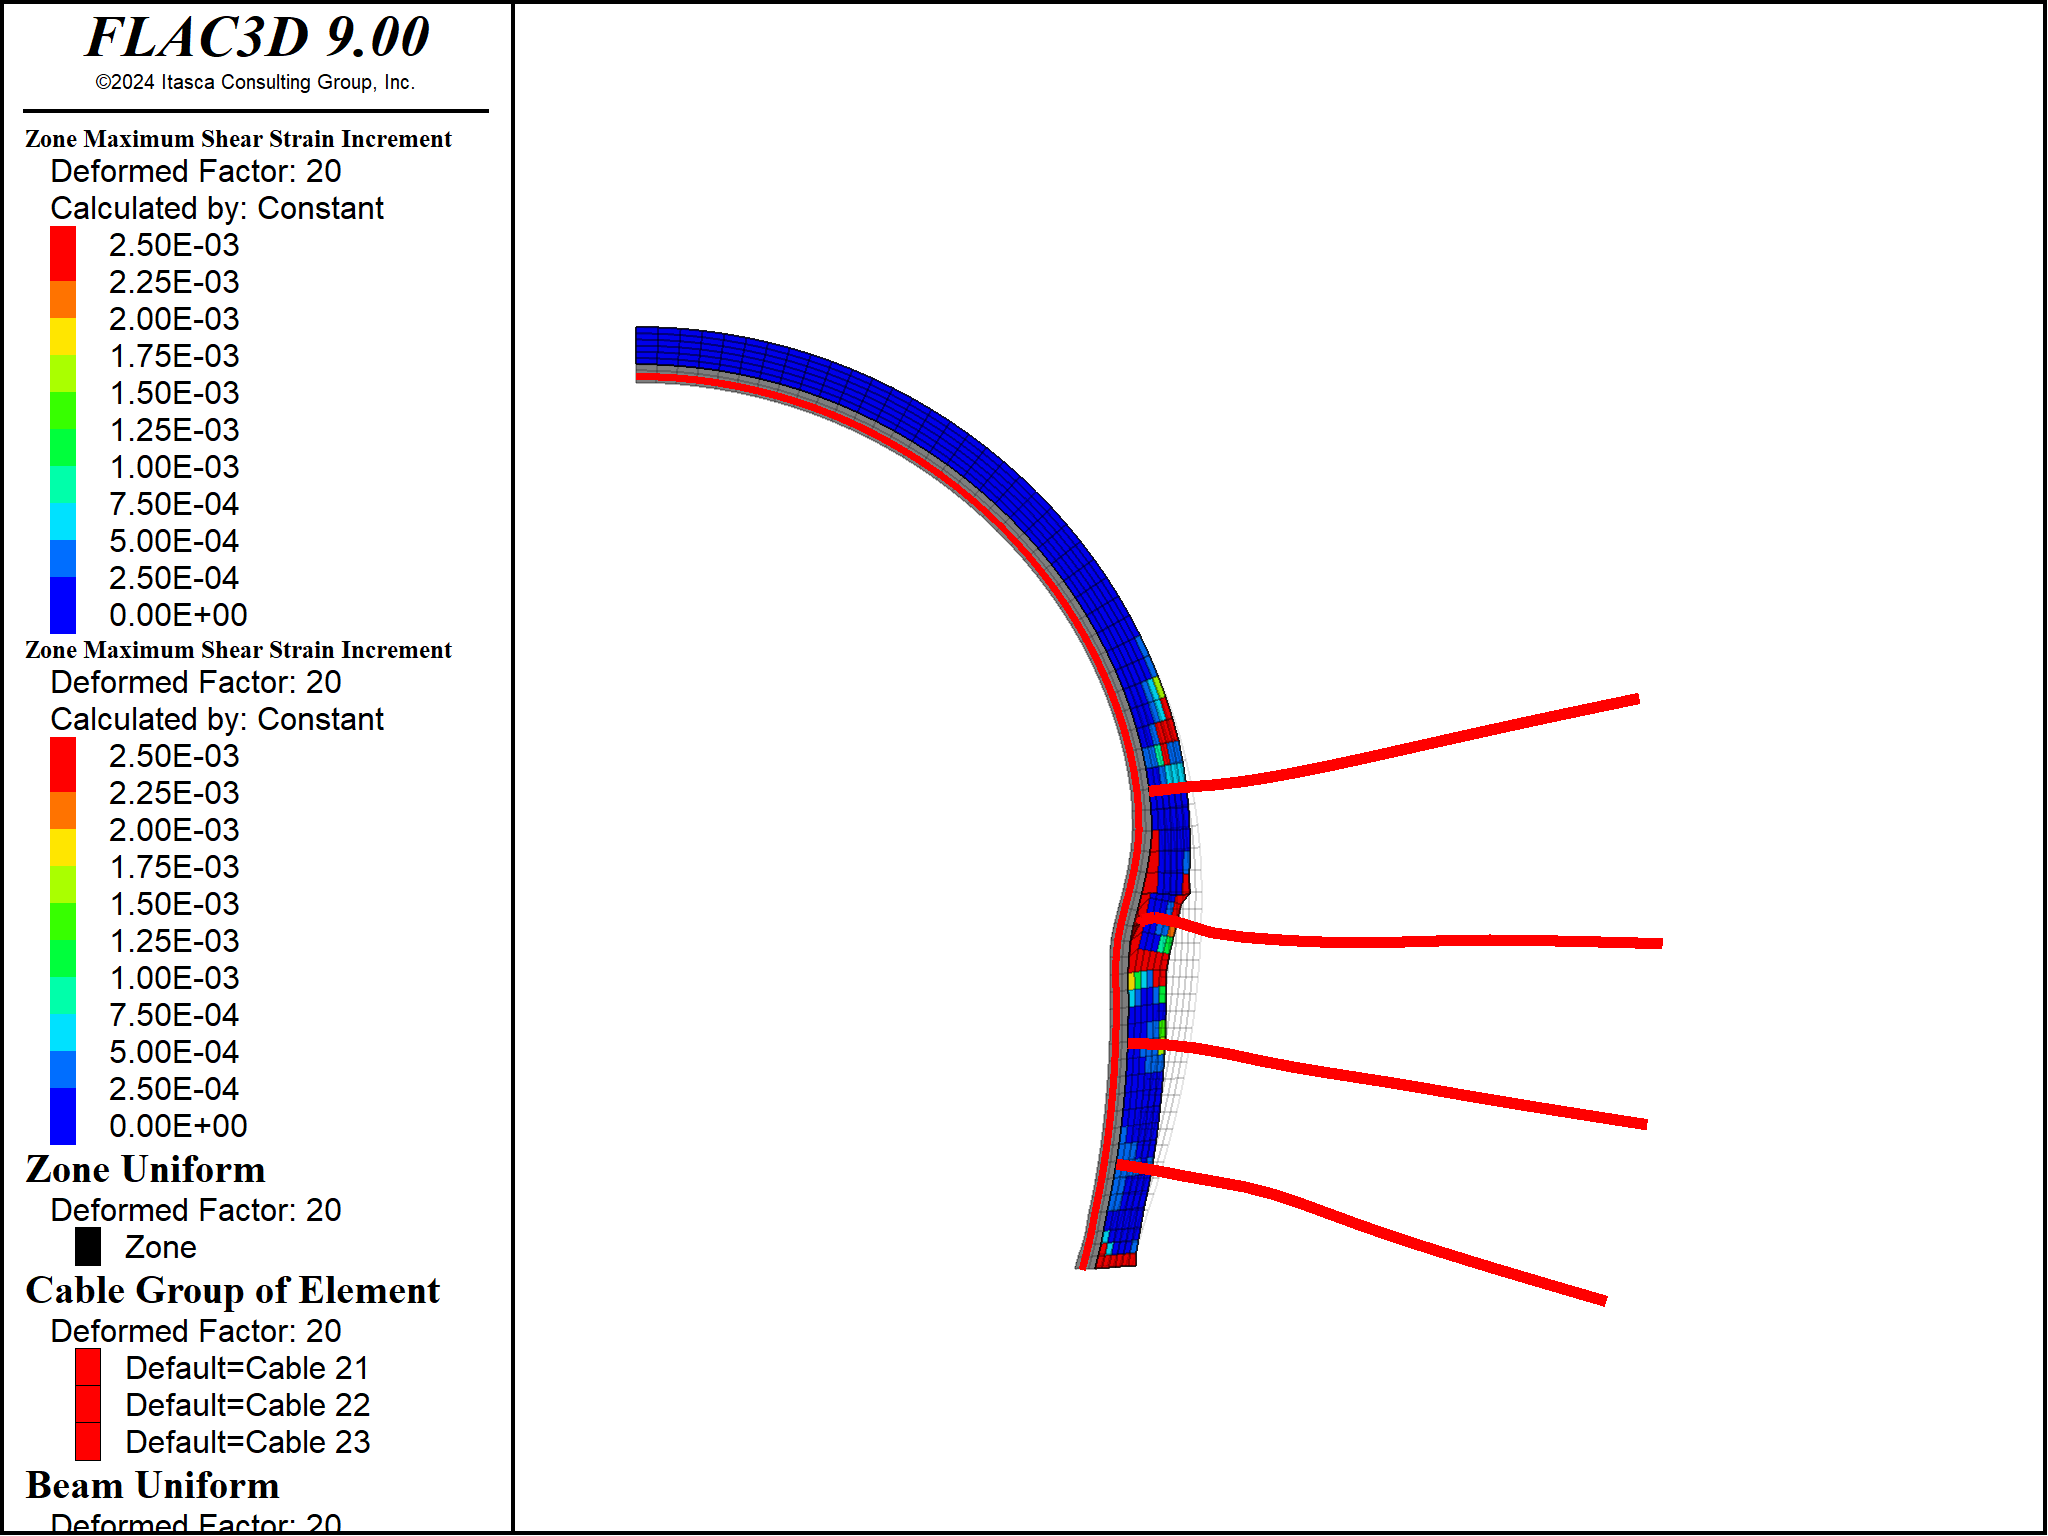 FLAC3D 9.00
©2024 Itasca Consulting Group, Inc.
Zone Maximum Shear Strain Increment
Deformed Factor: 20
Calculated by: Constant
2.50E-03
2.25E-03
2.00E-03
1.75E-03
1.50E-03
1.25E-03
1.00E-03
7.50E-04
5.00E-04
2.50E-04
0.00E+00
Zone Maximum Shear Strain Increment
Deformed Factor: 20
Calculated by: Constant
2.50E-03
2.25E-03
2.00E-03
1.75E-03
1.50E-03
1.25E-03
1.00E-03
7.50E-04
5.00E-04
2.50E-04
0.00E+00
Zone Uniform
Deformed Factor: 20
Zone
Cable Group of Element
Deformed Factor: 20
Default=Cable 21
Default=Cable 22
Default=Cable 23
Beam Uniform
Deformed Factor: 20